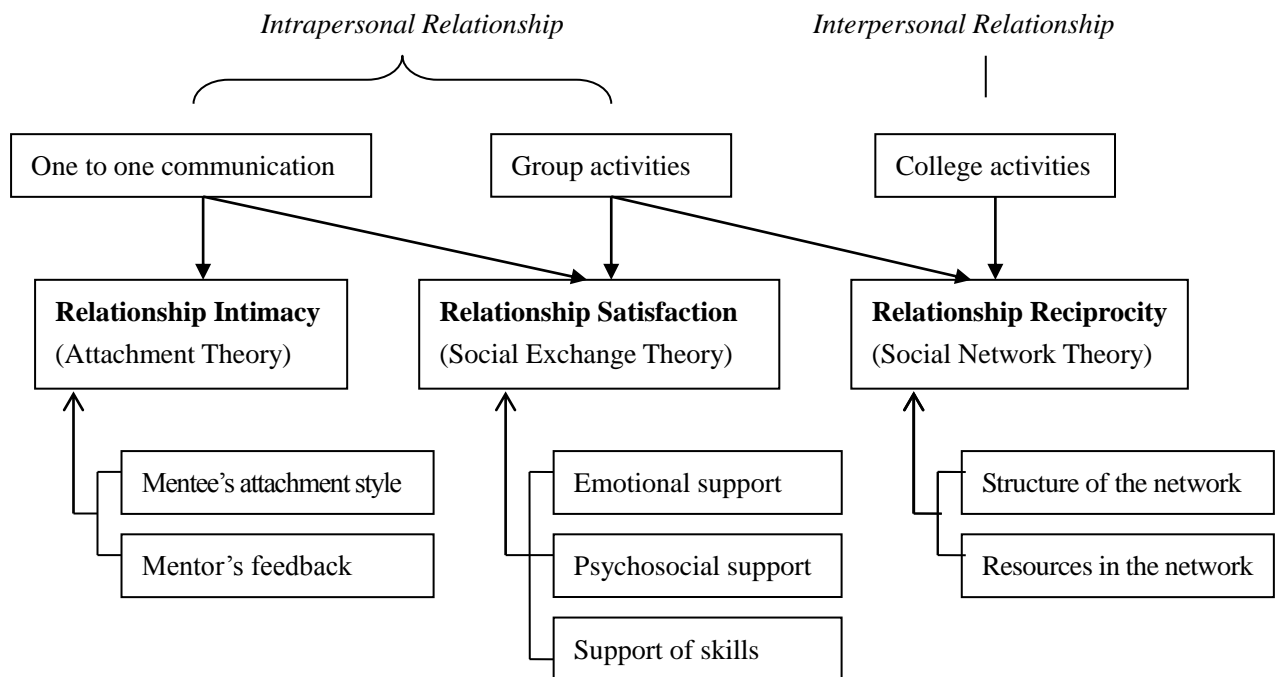 Intrapersonal Relationship
Interpersonal Relationship
One to one communication
Group activities
College activities
Relationship Intimacy
(Attachment Theory)
Relationship Satisfaction
(Social Exchange Theory)
Relationship Reciprocity
(Social Network Theory)
Mentee’s attachment style
Mentor’s feedback
Emotional support
Psychosocial support
Support of skills
Structure of the network
Resources in the network